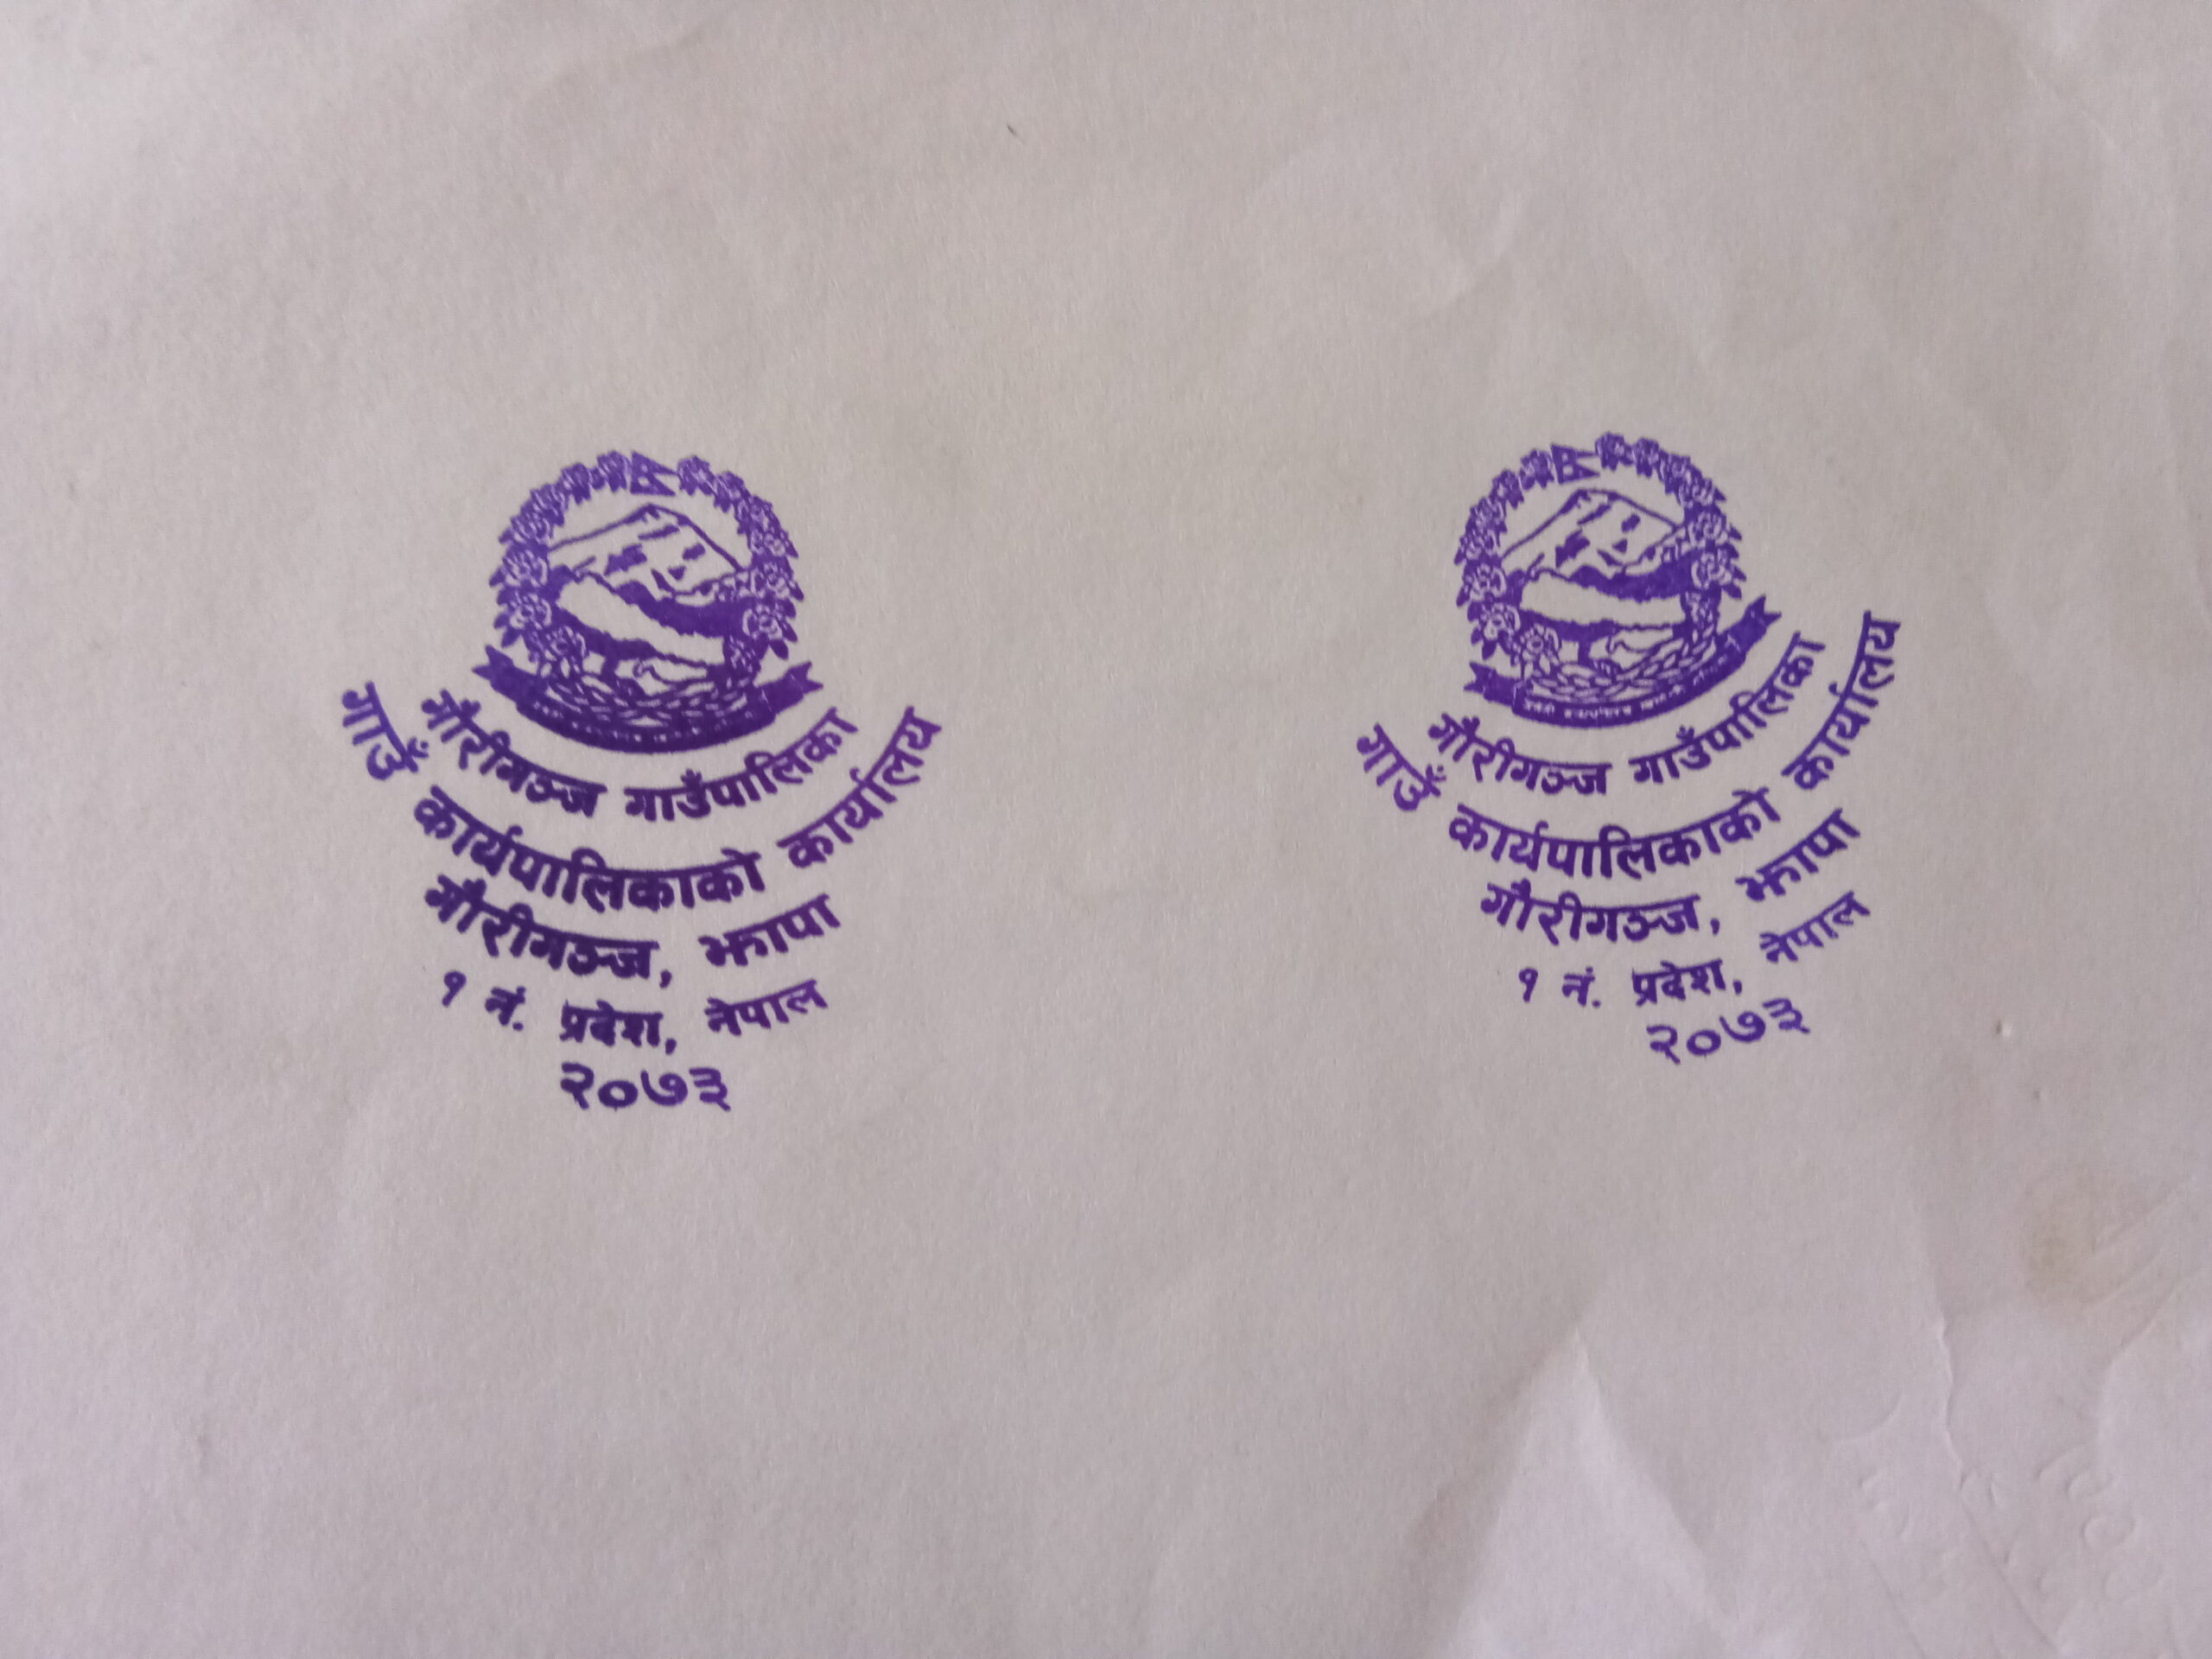 गौरीगञ्ज गाउँपालिका
गाउँ कार्यपालिकाको कार्यालय
गौरीगञ्ज, झापा
१ नं. प्रदेश, नेपाल
२०७३
गौरीगञ्ज गाउँपालिका
गाउँ कार्यपालिकाको कार्यालय
गौरीगञ्ज, झापा
१ नं. प्रदेश, नेपाल
२०७३